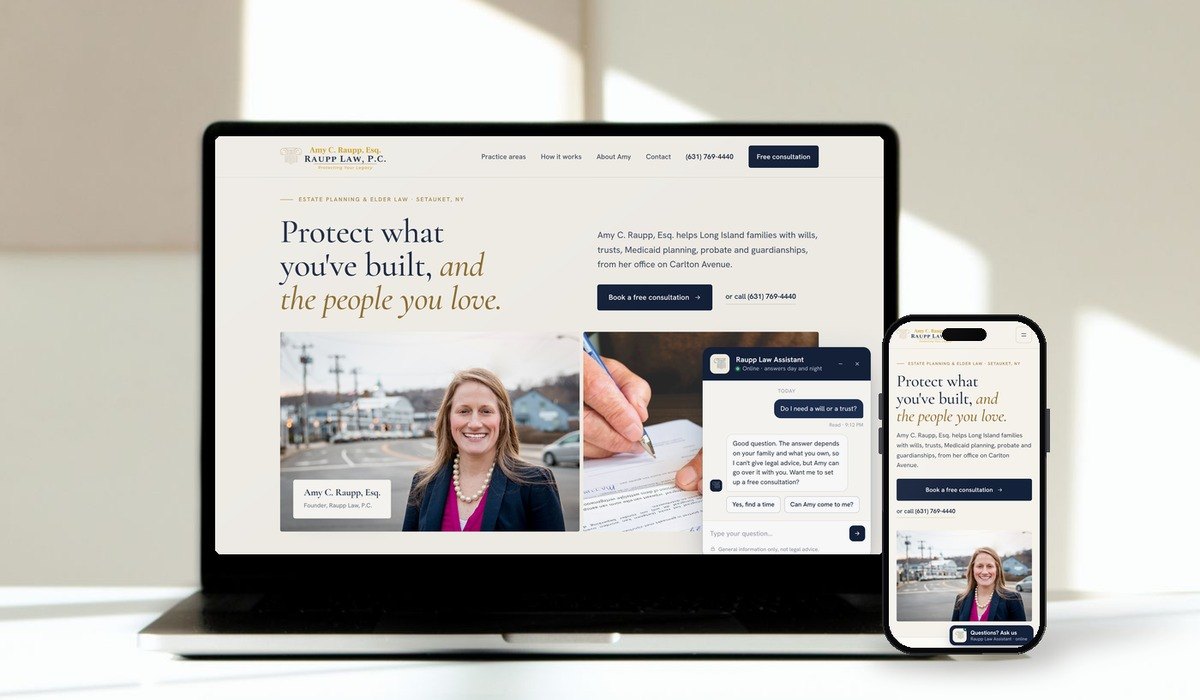 Amy C. Raupp, Esq.
RAUPP LAW, P.C.
Protecting Your Legacy
Practice areas
How it works
About Amy
Contact
(631) 769-4440
Free consultation
ESTATE PLANNING & ELDER LAW · SETAUKET, NY
Protect what
you've built, and
the people you love.
Amy C. Raupp, Esq. helps Long Island families with wills,
trusts, Medicaid planning, probate and guardianships,
from her office on Carlton Avenue.
Book a free consultation →
or call (631) 769-4440
Amy C. Raupp, Esq.
Founder, Raupp Law, P.C.
Raupp Law Assistant
Online · answers day and night
TODAY
Do I need a will or a trust?
Read · 9:12 PM
Good question. The answer depends
on your family and what you own, so
I can't give legal advice, but Amy can
go over it with you. Want me to set
up a free consultation?
Yes, find a time
Can Amy come to me?
Type your question...
General information only, not legal advice
ESTATE PLANNING & ELDER LAW · SETAUKET, NY
Protect what
you've built, and
the people you love.
Amy C. Raupp, Esq. helps Long Island families
with wills, trusts, Medicaid planning, probate and
guardianships, from her office on Carlton
Avenue.
Book a free consultation →
or call (631) 769-4440
Questions? Ask us
Raupp Law Assistant · online